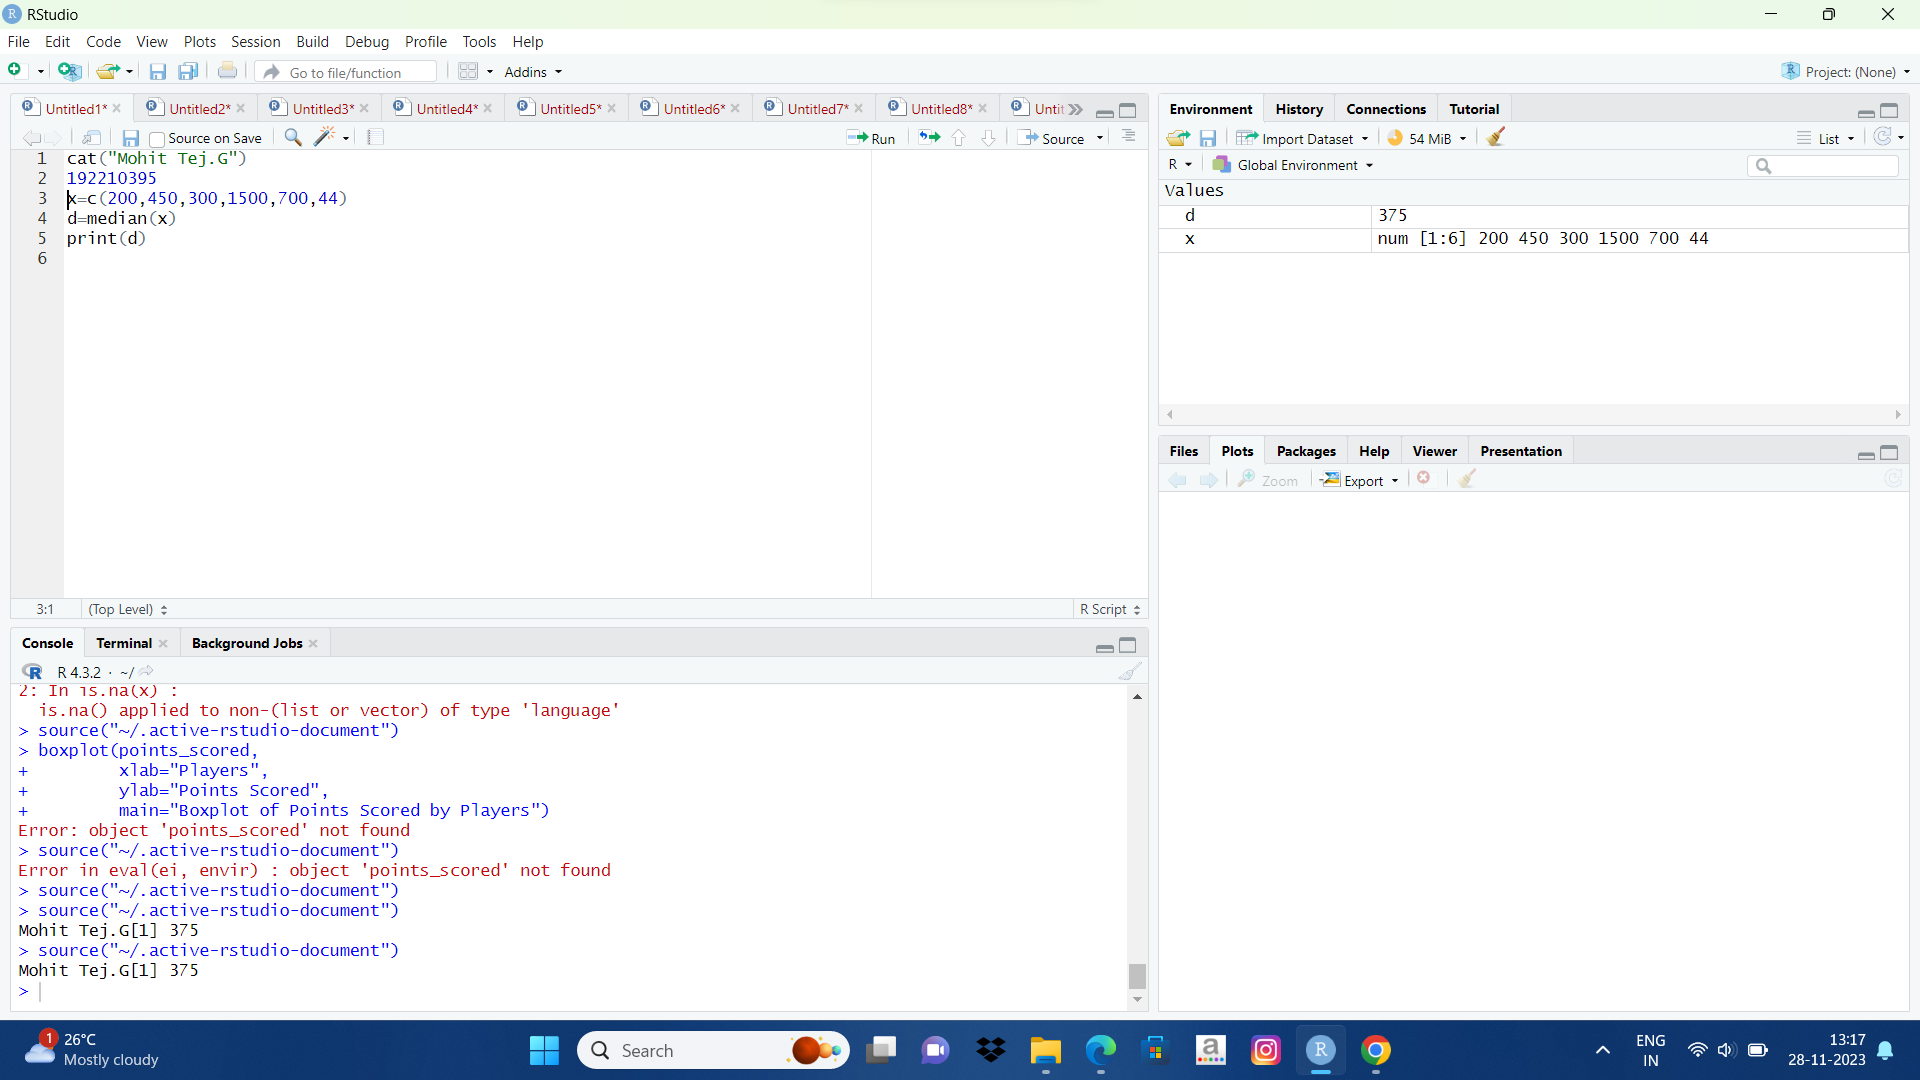 RStudio
File Edit Code View Plots Session Build Debug Profile Tools Help
Go to file/function Addins Project: (None)
Untitled1* Untitled2* Untitled3* Untitled4* Untitled5* Untitled6* Untitled7* Untitled8* Untit
Source on Save Run Source
1 cat("Mohit Tej.G")
2 192210395
3 x=c(200,450,300,1500,700,44)
4 d=median(x)
5 print(d)
6
3:1 (Top Level) R Script
Console Terminal Background Jobs
R 4.3.2 · ~/
2: In is.na(x) :
is.na() applied to non-(list or vector) of type 'language'
> source("~/.active-rstudio-document")
> boxplot(points_scored,
+ xlab="Players",
+ ylab="Points Scored",
+ main="Boxplot of Points Scored by Players")
Error: object 'points_scored' not found
> source("~/.active-rstudio-document")
Error in eval(ei, envir) : object 'points_scored' not found
> source("~/.active-rstudio-document")
> source("~/.active-rstudio-document")
Mohit Tej.G[1] 375
> source("~/.active-rstudio-document")
Mohit Tej.G[1] 375
>
Environment History Connections Tutorial
Import Dataset 54 MiB List
R Global Environment
Values
d 375
x num [1:6] 200 450 300 1500 700 44
Files Plots Packages Help Viewer Presentation
Zoom Export
1 26°C
Mostly cloudy
Search
ENG
IN
13:17
28-11-2023